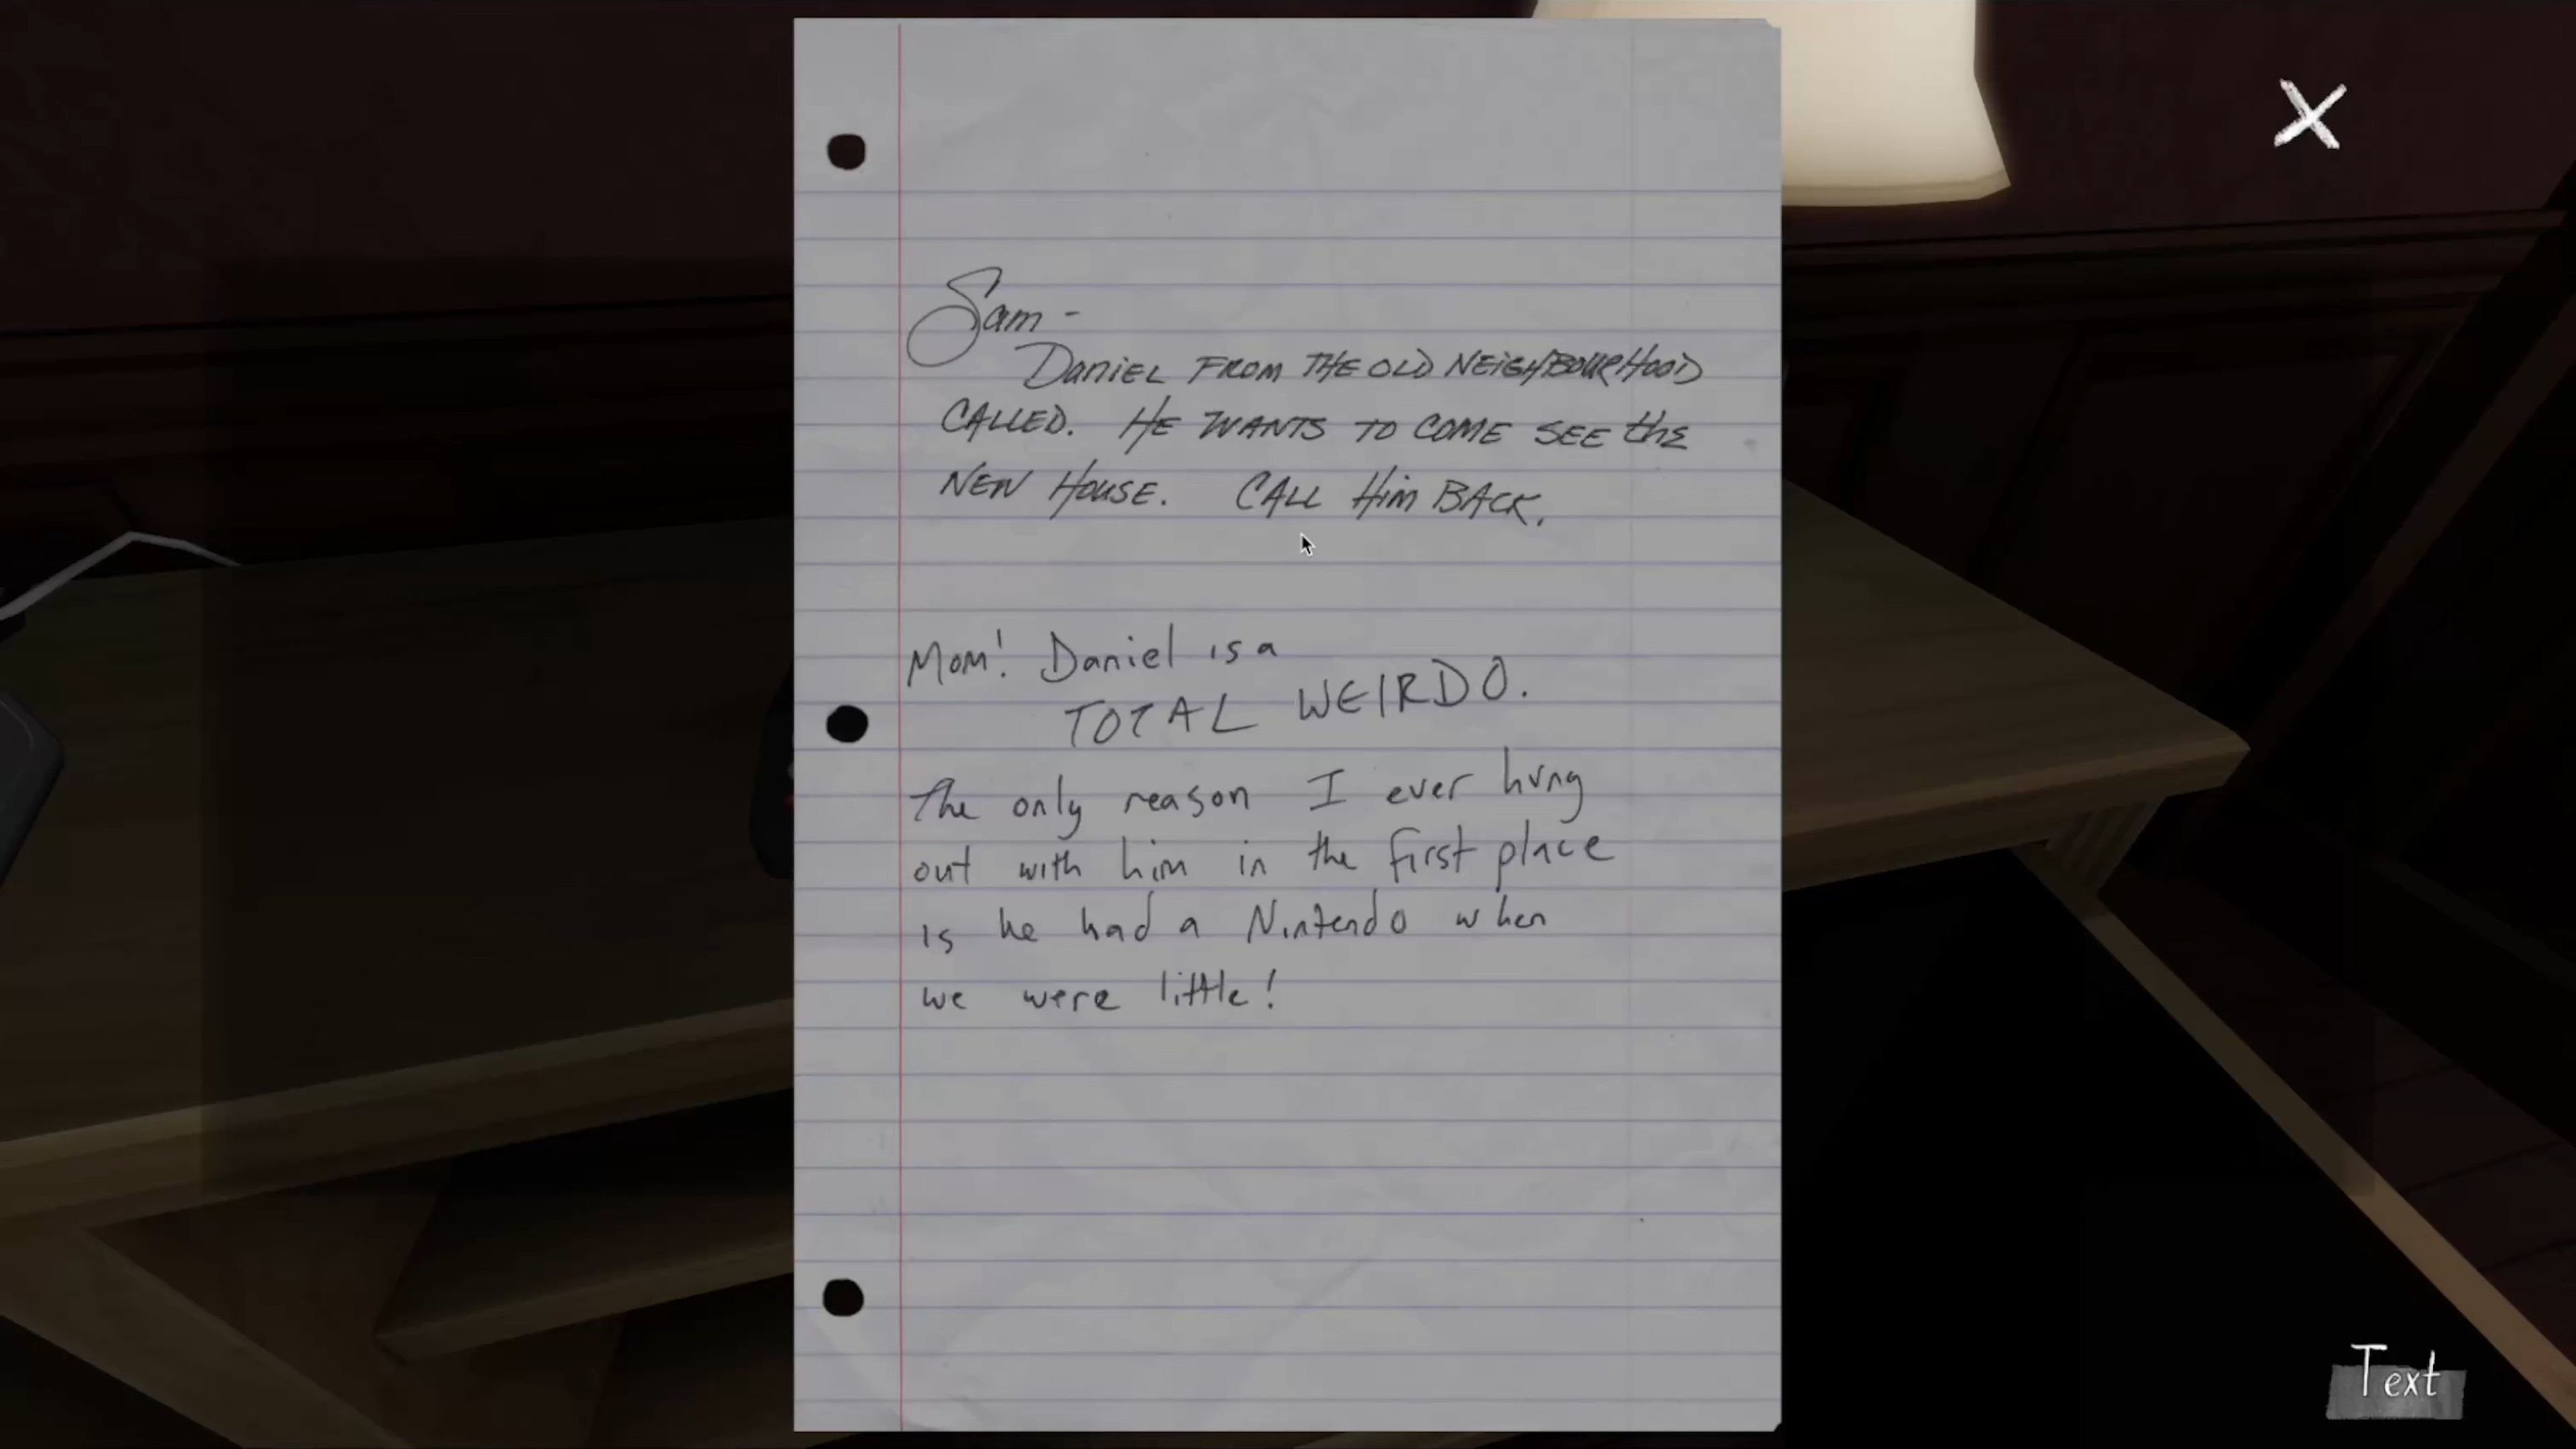 Sam -
Daniel FROM THE OLD NEIGHBOURHOOD
CALLED. HE WANTS TO COME SEE the
NEW HOUSE. CALL Him BACK.
Mom! Daniel is a
TOTAL WEIRDO.
The only reason I ever hung
out with him in the first place
is he had a Nintendo when
we were little!
Text